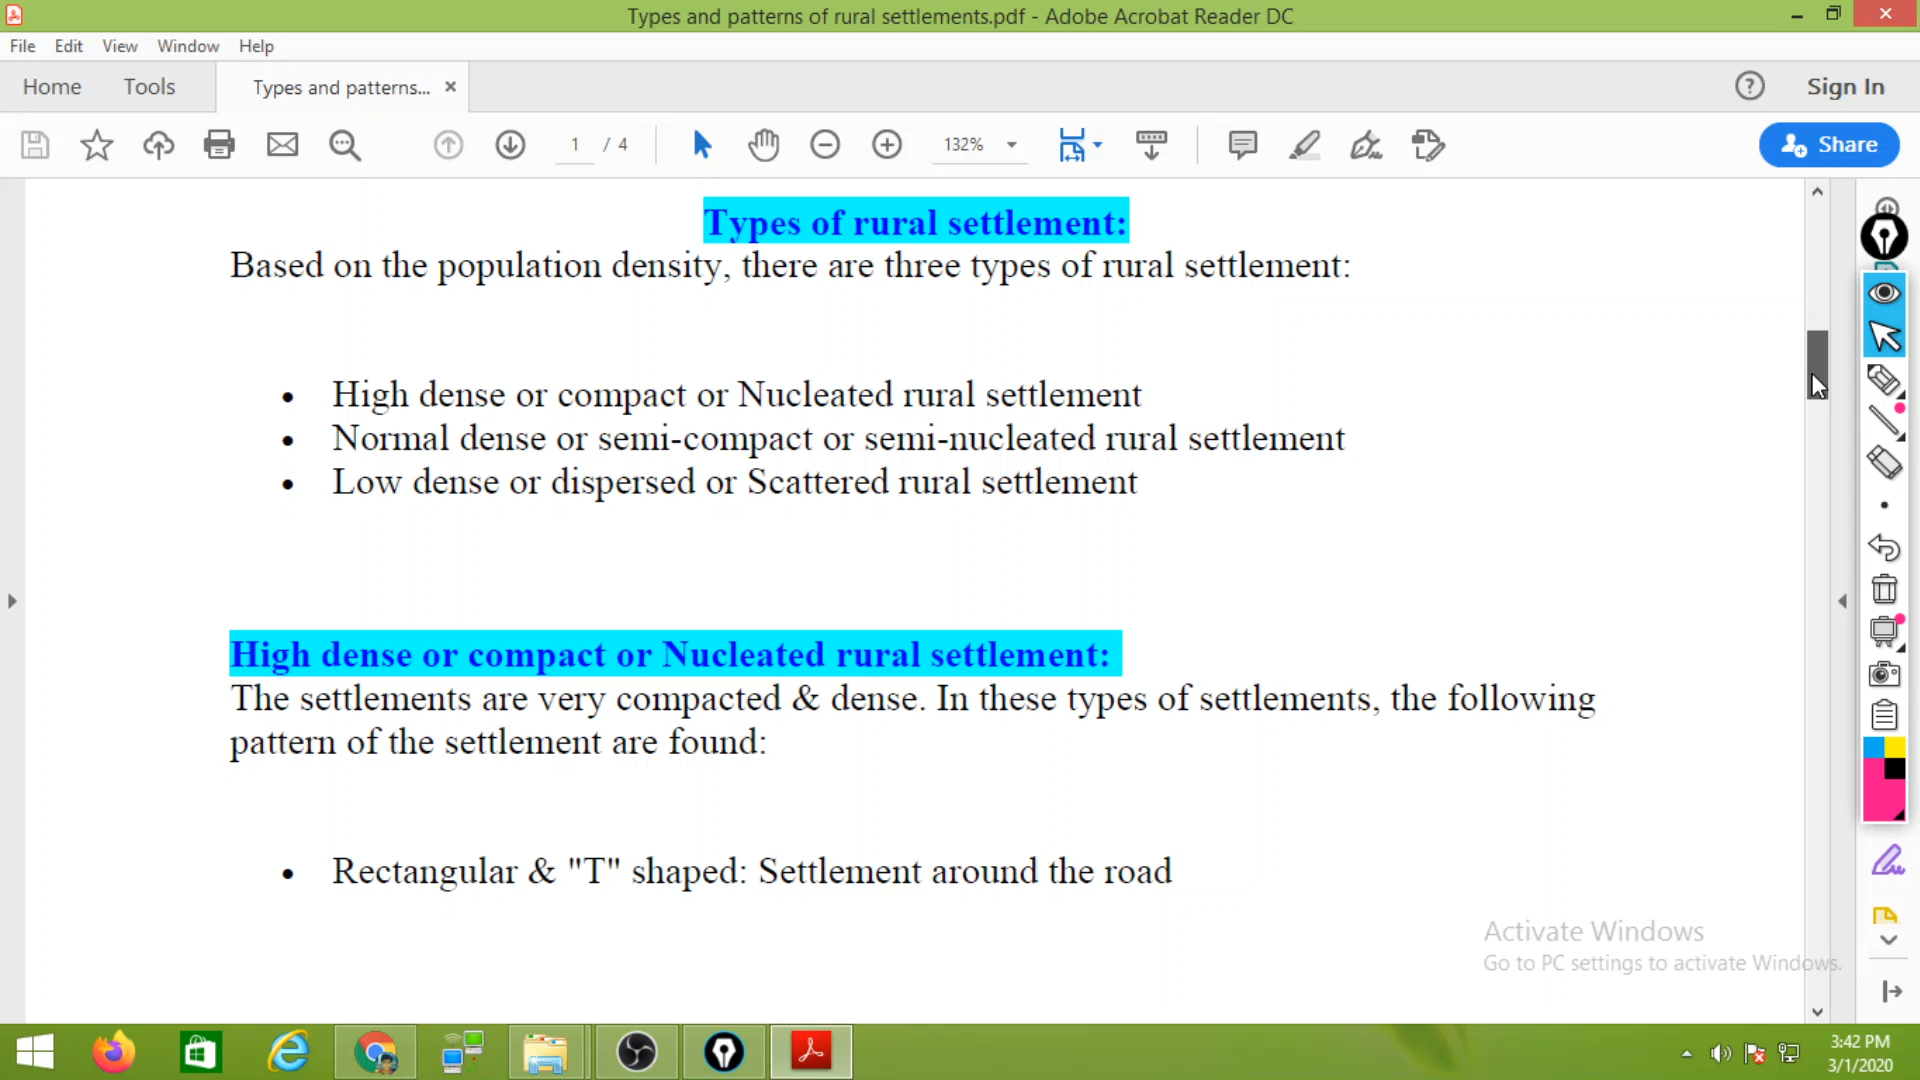 Types and patterns of rural settlements.pdf - Adobe Acrobat Reader DC
File Edit View Window Help
Home Tools Types and patterns... × Sign In
1 / 4 132% Share
Types of rural settlement:
Based on the population density, there are three types of rural settlement:
• High dense or compact or Nucleated rural settlement
• Normal dense or semi-compact or semi-nucleated rural settlement
• Low dense or dispersed or Scattered rural settlement
High dense or compact or Nucleated rural settlement:
The settlements are very compacted & dense. In these types of settlements, the following
pattern of the settlement are found:
• Rectangular & "T" shaped: Settlement around the road
Activate Windows
Go to PC settings to activate Windows.
3:42 PM
3/1/2020